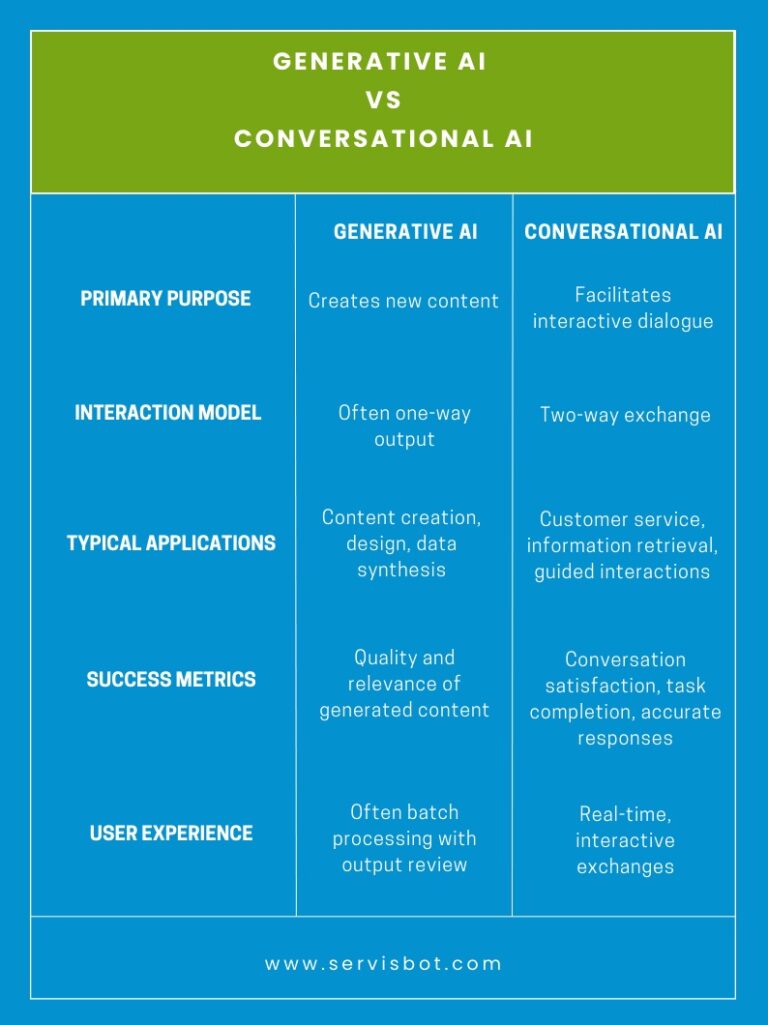 GENERATIVE AI
VS
CONVERSATIONAL AI
GENERATIVE AI
CONVERSATIONAL AI
PRIMARY PURPOSE
Creates new content
Facilitates
interactive dialogue
INTERACTION MODEL
Often one-way
output
Two-way exchange
TYPICAL APPLICATIONS
Content creation,
design, data
synthesis
Customer service,
information retrieval,
guided interactions
SUCCESS METRICS
Quality and
relevance of
generated content
Conversation
satisfaction, task
completion, accurate
responses
USER EXPERIENCE
Often batch
processing with
output review
Real-time,
interactive
exchanges
www.servisbot.com